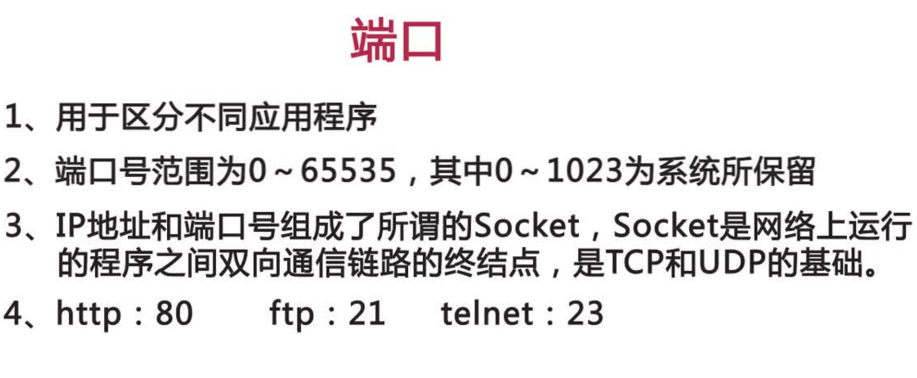 端口
1、用于区分不同应用程序
2、端口号范围为0~65535，其中0~1023为系统所保留
3、IP地址和端口号组成了所谓的Socket，Socket是网络上运行
的程序之间双向通信链路的终结点，是TCP和UDP的基础。
4、http：80 ftp：21 telnet：23